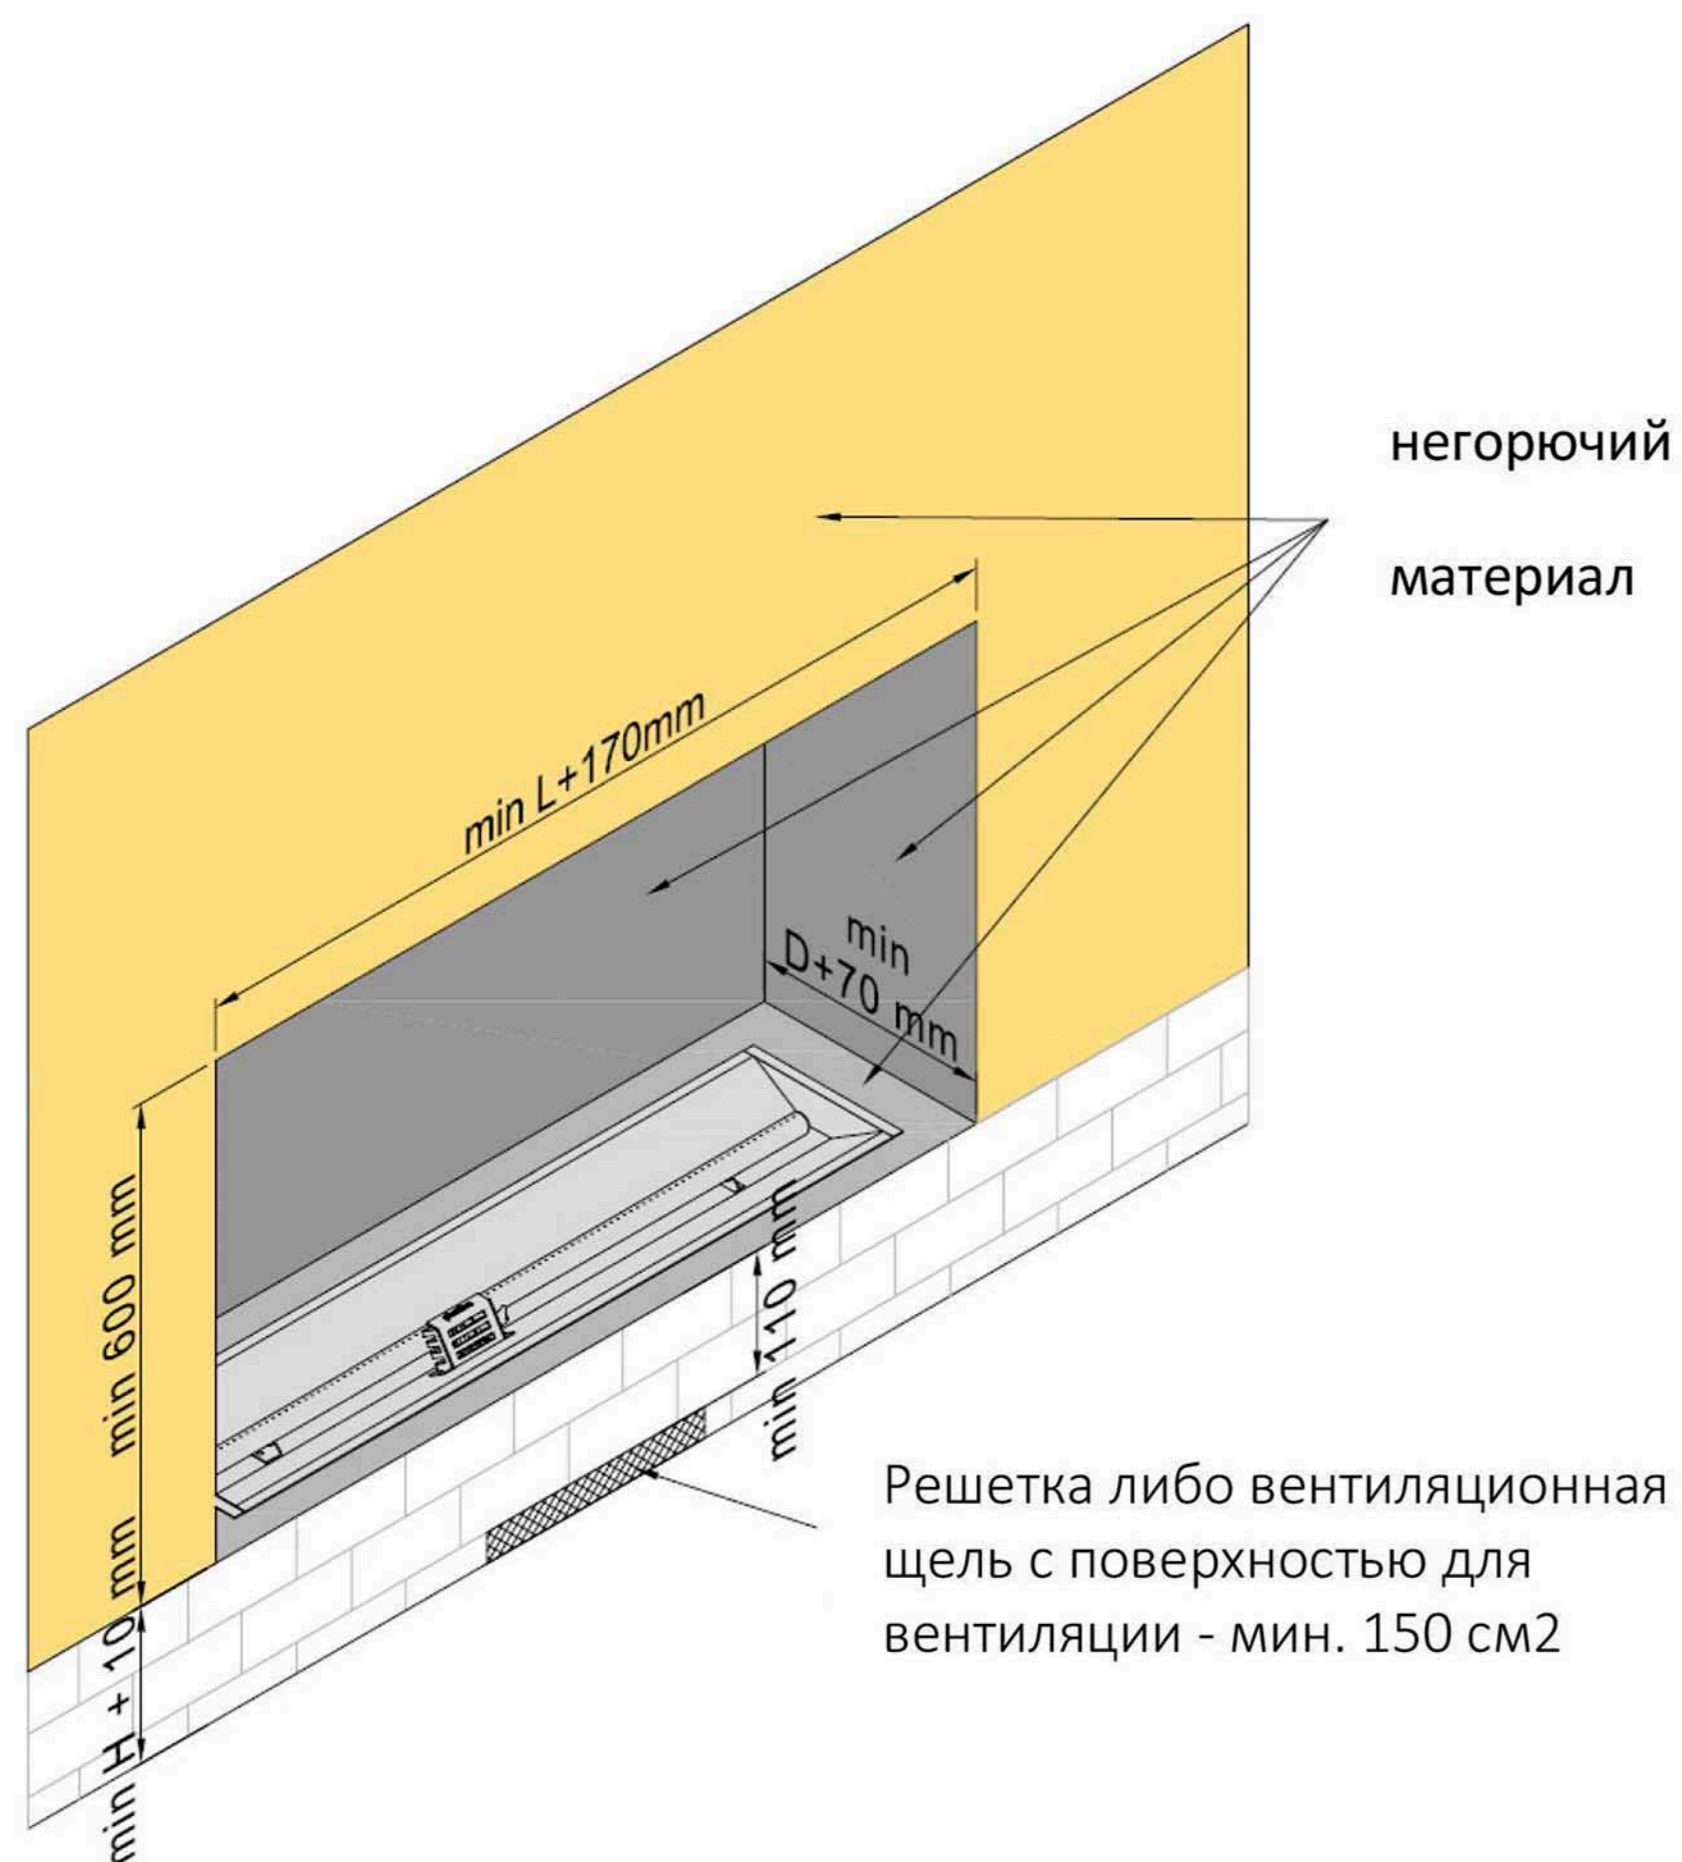 негорючий
материал
min L+170mm
min
D+70 mm
min 600 mm
min 110 mm
min H + 10 mm
Решетка либо вентиляционная
щель с поверхностью для
вентиляции - мин. 150 см2